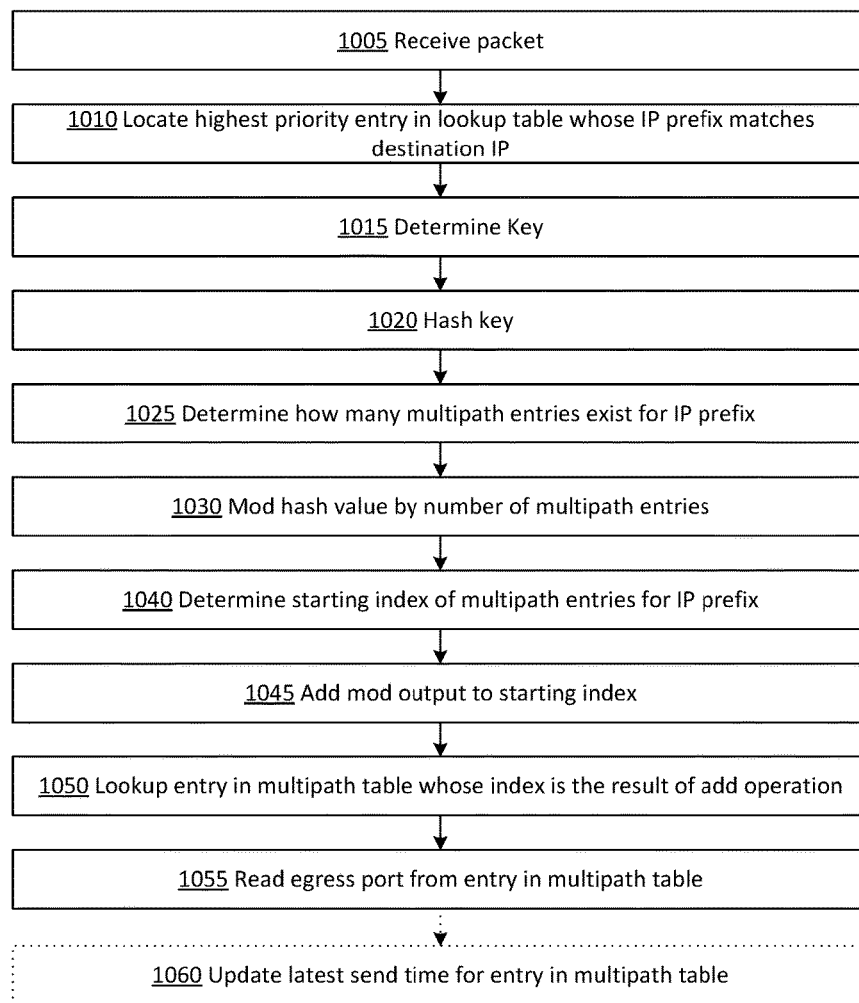 1005 Receive packet
1010 Locate highest priority entry in lookup table whose IP prefix matches
destination IP
1015 Determine Key
1020 Hash key
1025 Determine how many multipath entries exist for IP prefix
1030 Mod hash value by number of multipath entries
1040 Determine starting index of multipath entries for IP prefix
1045 Add mod output to starting index
1050 Lookup entry in multipath table whose index is the result of add operation
1055 Read egress port from entry in multipath table
1060 Update latest send time for entry in multipath table